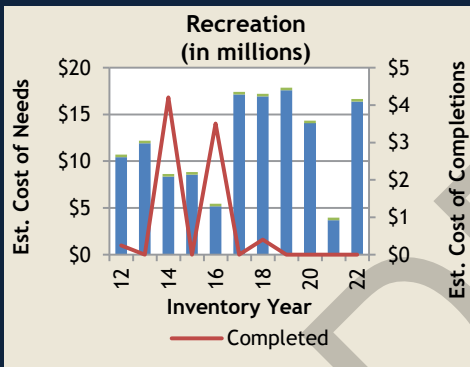 Recreation
(in millions)
Est. Cost of Needs
$20
$15
$10
$5
$0
$5
$4
$3
$2
$1
$0
Est. Cost of Completions
12 14 16 18 20 22
Inventory Year
Completed